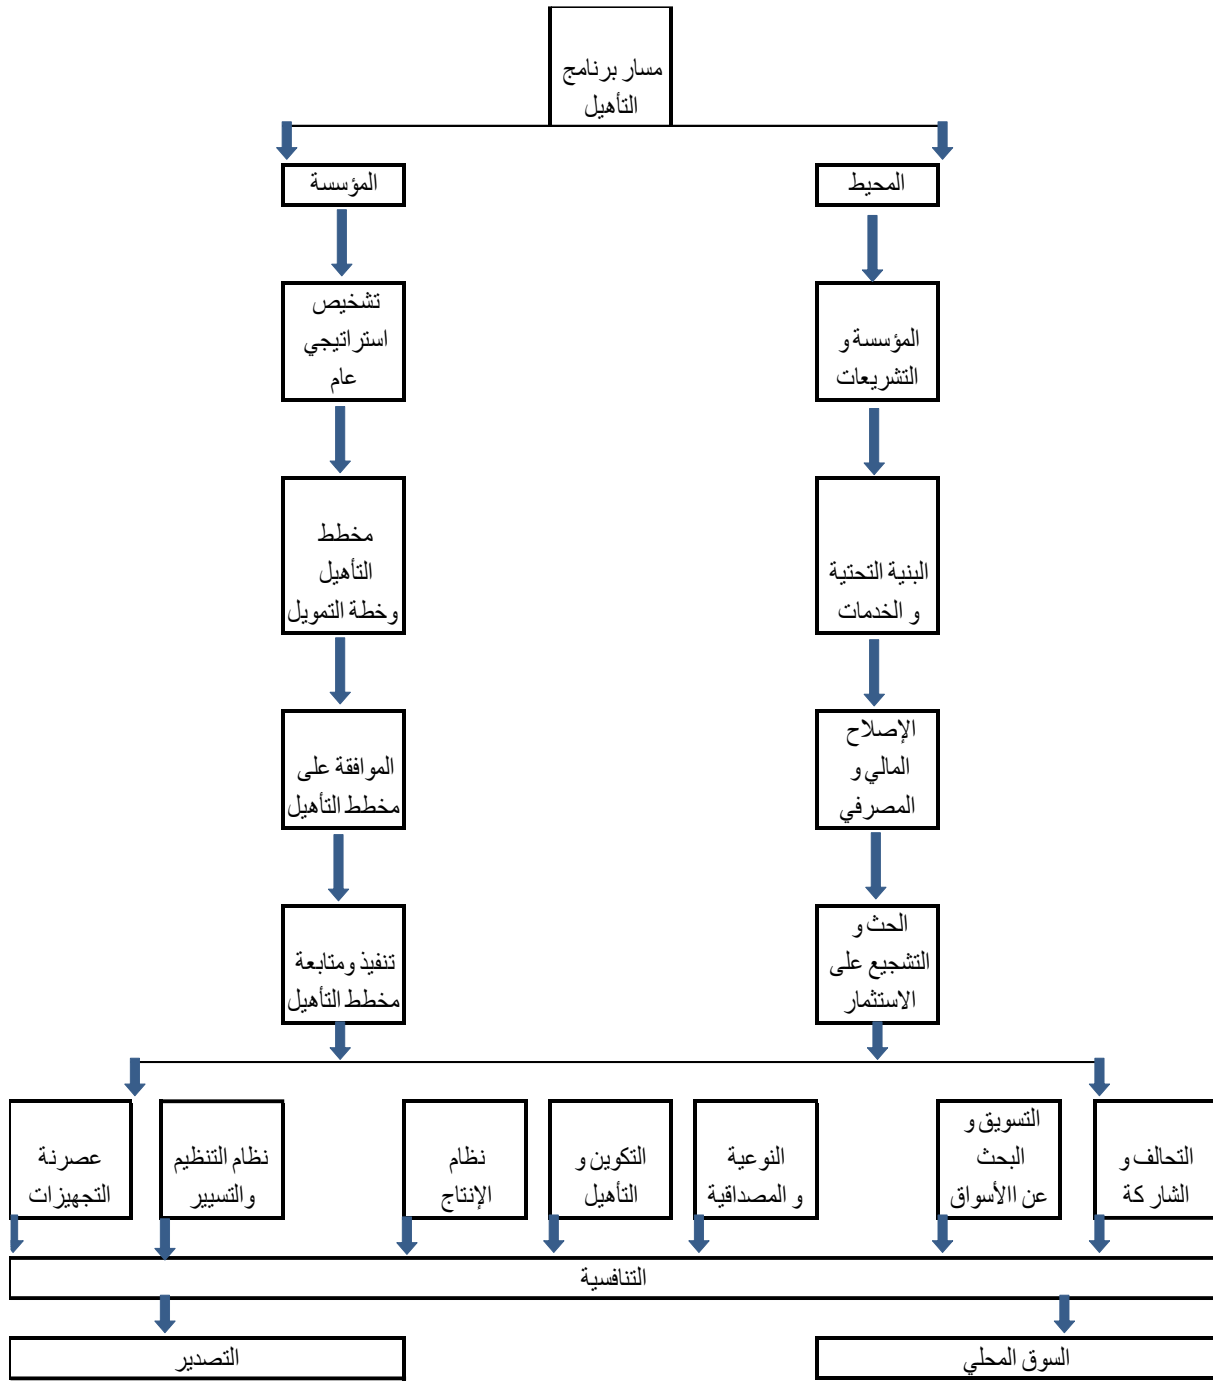 مسار برنامج
التأهيل
المحيط
المؤسسة
المؤسسة و
التشريعات
تشخيص
استراتيجي
عام
البنية التحتية
و الخدمات
مخطط
التأهيل
وخطة التمويل
الإصلاح
المالي و
المصرفي
الموافقة على
مخطط التأهيل
الحث و
التشجيع على
الاستثمار
تنفيذ ومتابعة
مخطط التأهيل
التحالف و
الشاركة
التسويق و
البحث
عن االأسواق
النوعية
و المصداقية
التكوين و
التأهيل
نظام
الإنتاج
نظام التنظيم
والتسيير
عصرنة
التجهيزات
التنافسية
السوق المحلي
التصدير